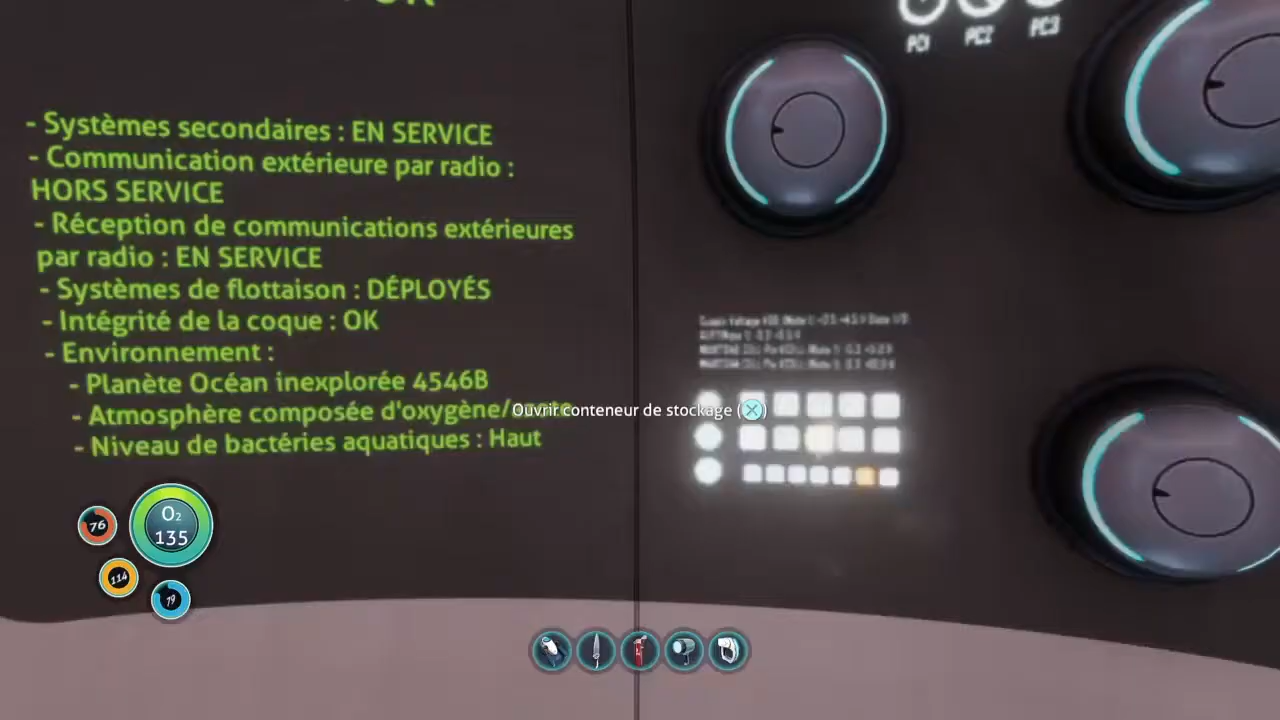 PC1 PC2 PC3
- Systèmes secondaires : EN SERVICE
- Communication extérieure par radio :
HORS SERVICE
- Réception de communications extérieures
par radio : EN SERVICE
- Systèmes de flottaison : DÉPLOYÉS
- Intégrité de la coque : OK
- Environnement :
- Planète Océan inexplorée 4546B
- Atmosphère composée d'oxygène/
Ouvrir conteneur de stockage
- Niveau de bactéries aquatiques : Haut
O2
135
76
114
79